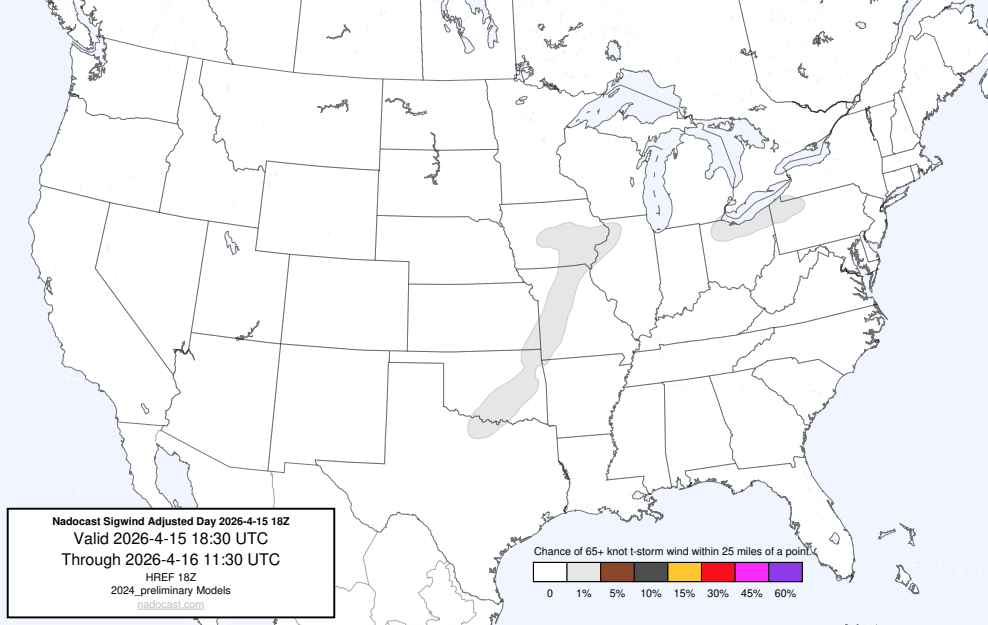 Nadocast Sigwind Adjusted Day 2026-4-15 18Z
Valid 2026-4-15 18:30 UTC
Through 2026-4-16 11:30 UTC
HREF 18Z
2024_preliminary Models
nadocast.com
Chance of 65+ knot t-storm wind within 25 miles of a point.
0 1% 5% 10% 15% 30% 45% 60%